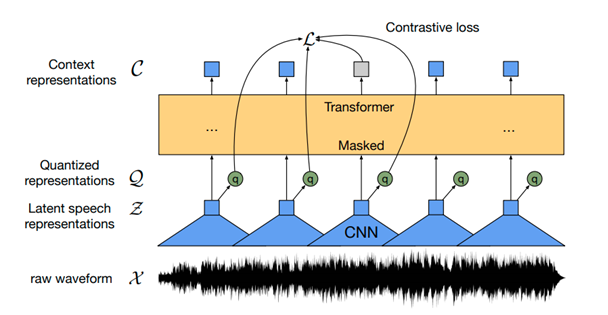 Contrastive loss
ℒ
Context
representations 𝒞
Transformer
... ...
Masked
Quantized
representations 𝒬
q q q q q
Latent speech
representations 𝒵
CNN
raw waveform 𝒳